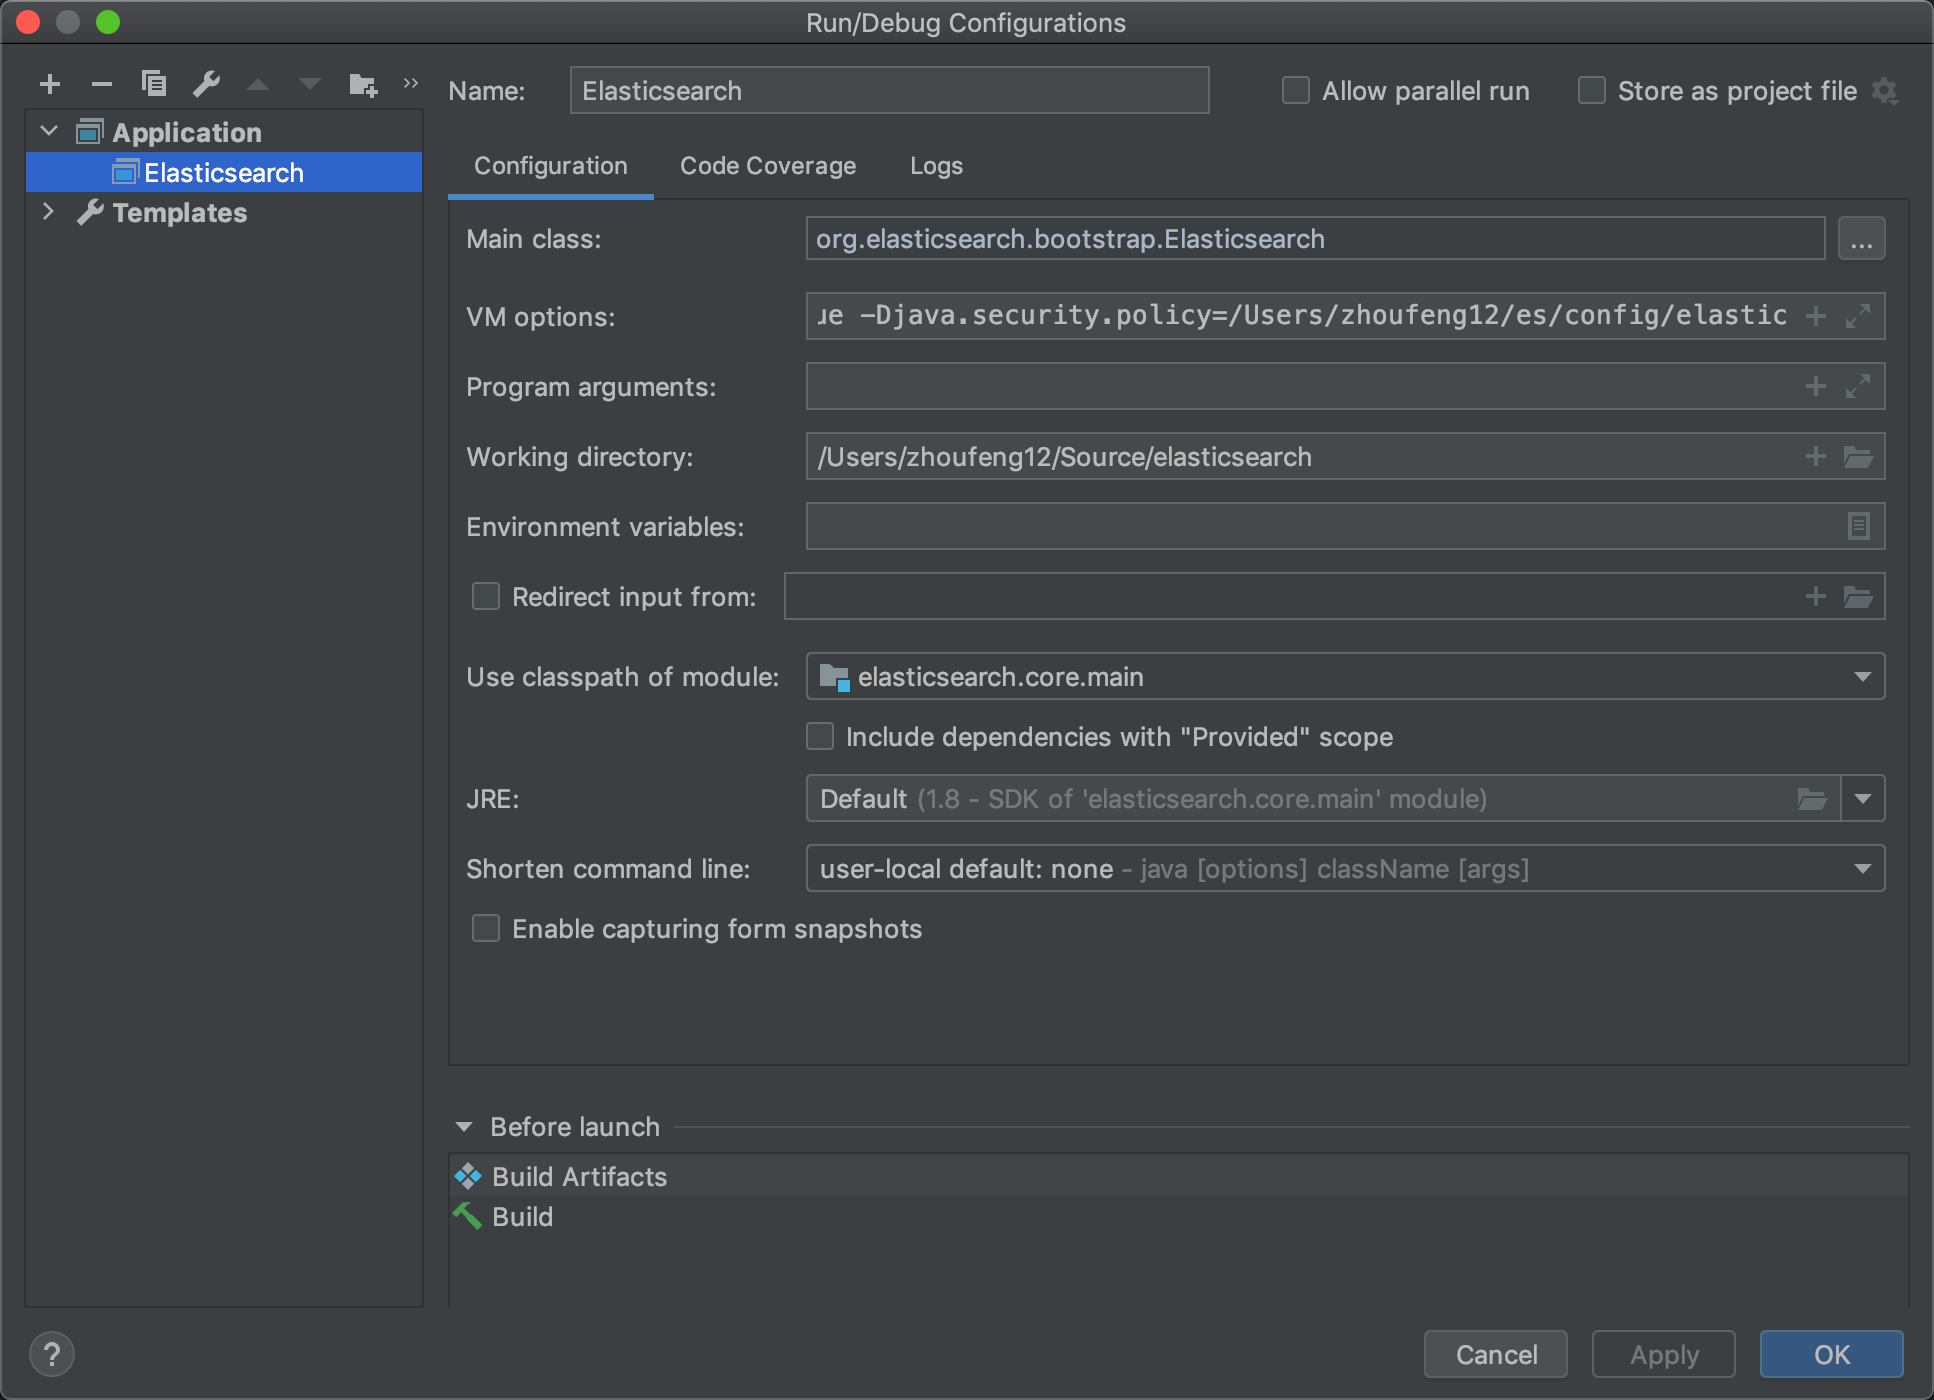 Run/Debug Configurations
Name: Elasticsearch Allow parallel run Store as project file
Application
Elasticsearch
Templates
Configuration Code Coverage Logs
Main class: org.elasticsearch.bootstrap.Elasticsearch ...
VM options: -Djava.security.policy=/Users/zhoufeng12/es/config/elastic
Program arguments:
Working directory: /Users/zhoufeng12/Source/elasticsearch
Environment variables:
Redirect input from:
Use classpath of module: elasticsearch.core.main
Include dependencies with "Provided" scope
JRE: Default (1.8 - SDK of 'elasticsearch.core.main' module)
Shorten command line: user-local default: none - java [options] className [args]
Enable capturing form snapshots
Before launch
Build Artifacts
Build
? Cancel Apply OK